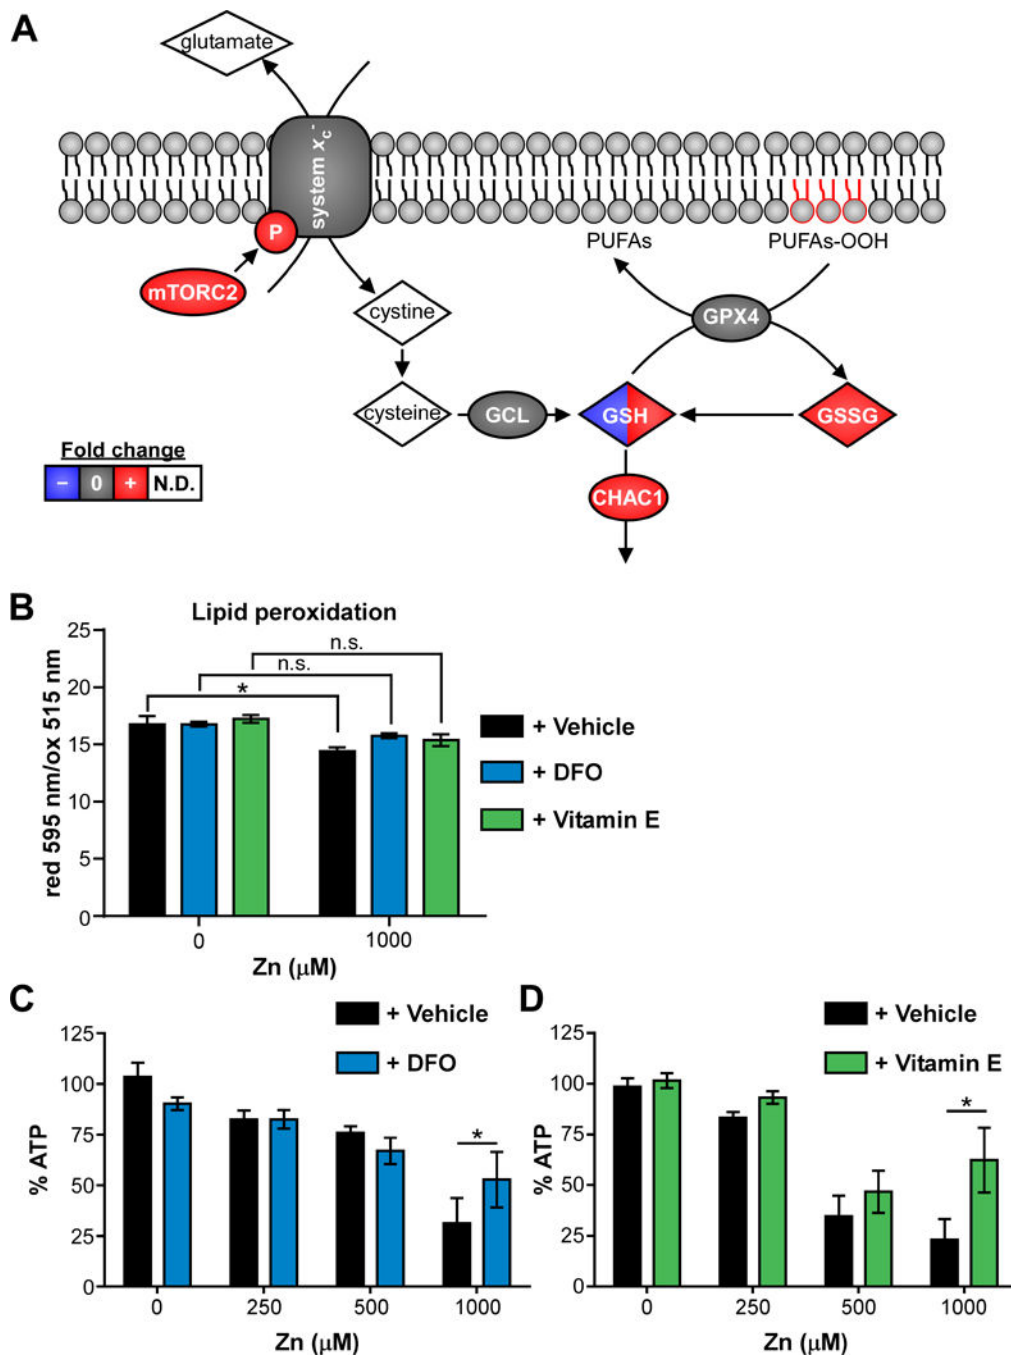 A
glutamate
system xc-
P
mTORC2
PUFAs
PUFAs-OOH
cystine
GPX4
cysteine
GCL
GSH
GSSG
Fold change
− 0 + N.D.
CHAC1
B
Lipid peroxidation
red 595 nm/ox 515 nm
25
20
15
10
5
0
n.s.
n.s.
*
0 1000
Zn (μM)
+ Vehicle
+ DFO
+ Vitamin E
C
+ Vehicle
+ DFO
% ATP
125
100
75
50
25
0
*
0 250 500 1000
Zn (μM)
D
+ Vehicle
+ Vitamin E
% ATP
125
100
75
50
25
0
*
0 250 500 1000
Zn (μM)